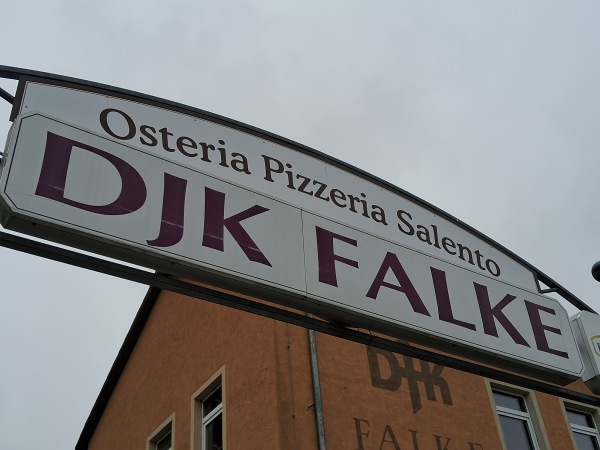 Osteria Pizzeria Salento
DJK FALKE
DJK
FALKE